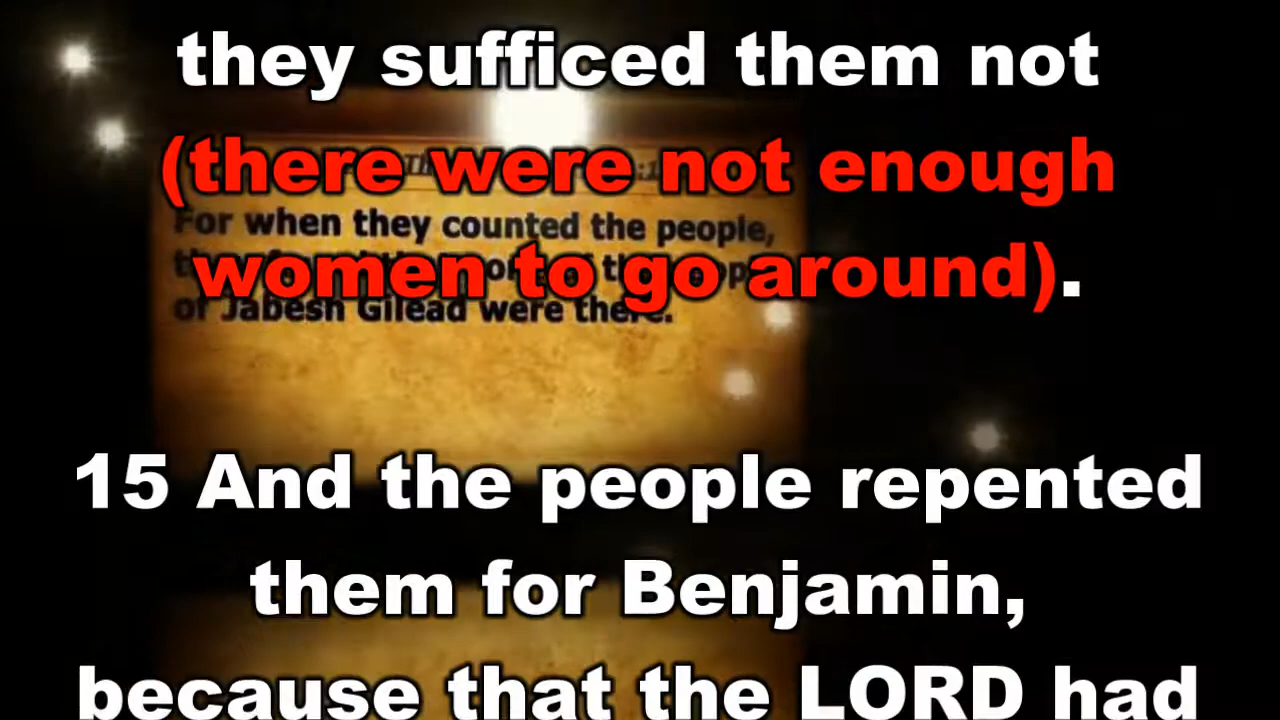 they sufficed them not
(there were not enough
women to go around).
For when they counted the people,
of Jabesh Gilead were there.
15 And the people repented
them for Benjamin,
because that the LORD had